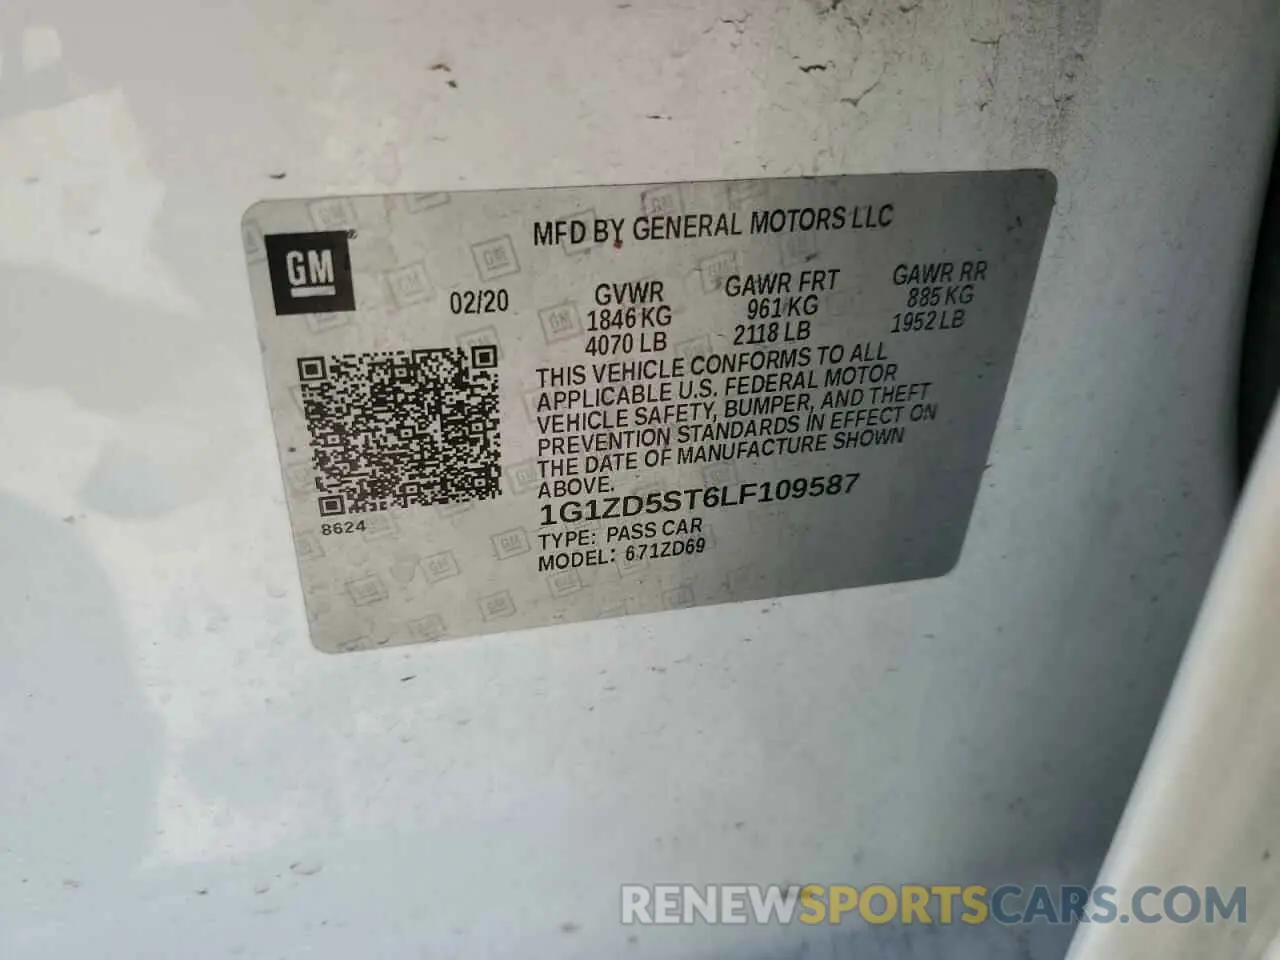 MFD BY GENERAL MOTORS LLC
GM
02/20
GVWR GAWR FRT GAWR RR
1846 KG 961 KG 885 KG
4070 LB 2118 LB 1952 LB
THIS VEHICLE CONFORMS TO ALL
APPLICABLE U.S. FEDERAL MOTOR
VEHICLE SAFETY, BUMPER, AND THEFT
PREVENTION STANDARDS IN EFFECT ON
THE DATE OF MANUFACTURE SHOWN
ABOVE.
1G1ZD5ST6LF109587
TYPE: PASS CAR
MODEL: 671ZD69
8624
RENEWSPORTSCARS.COM